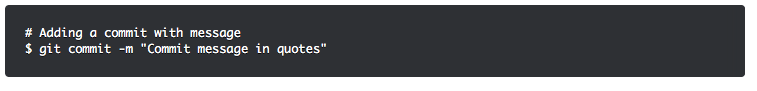 # Adding a commit with message
$ git commit -m "Commit message in quotes"